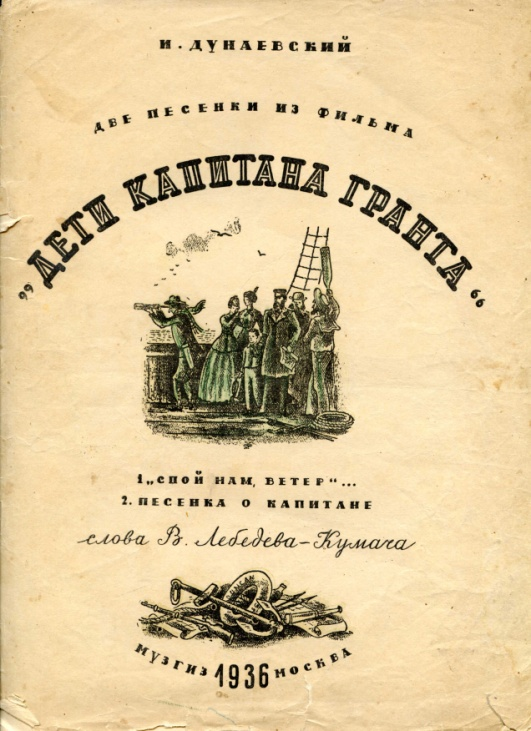 И. ДУНАЕВСКИЙ
ДВЕ ПЕСЕНКИ ИЗ ФИЛЬМА
„ДЕТИ КАПИТАНА ГРАНТА“
1. „СПОЙ НАМ, ВЕТЕР“...
2. ПЕСЕНКА О КАПИТАНЕ
слова В. Лебедева-Кумача
МУЗГИЗ 1936 МОСКВА